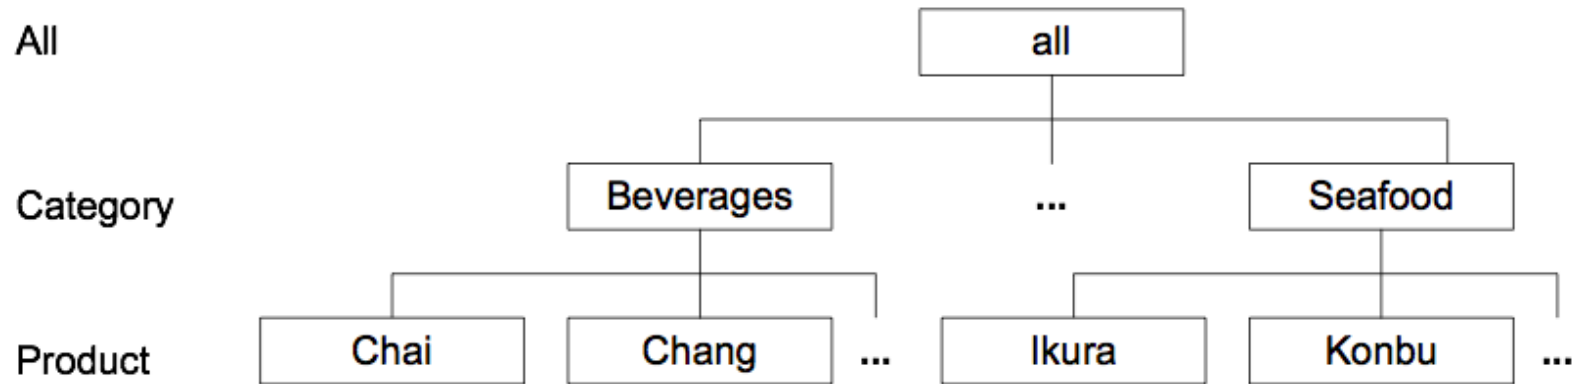 All all
Category Beverages ... Seafood
Product Chai Chang ... Ikura Konbu ...